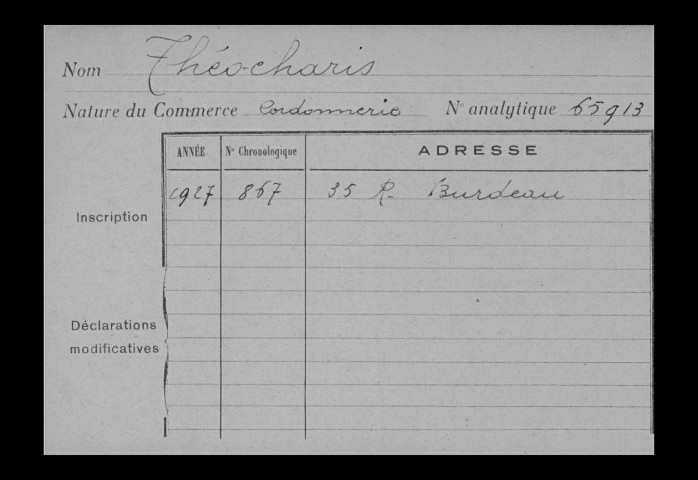 Nom Théocharis
Nature du Commerce Cordonnerie N° analytique 65913
ANNÉE N° Chronologique ADRESSE
Inscription 1927 867 35 R. Burdeau
Déclarations
modificatives